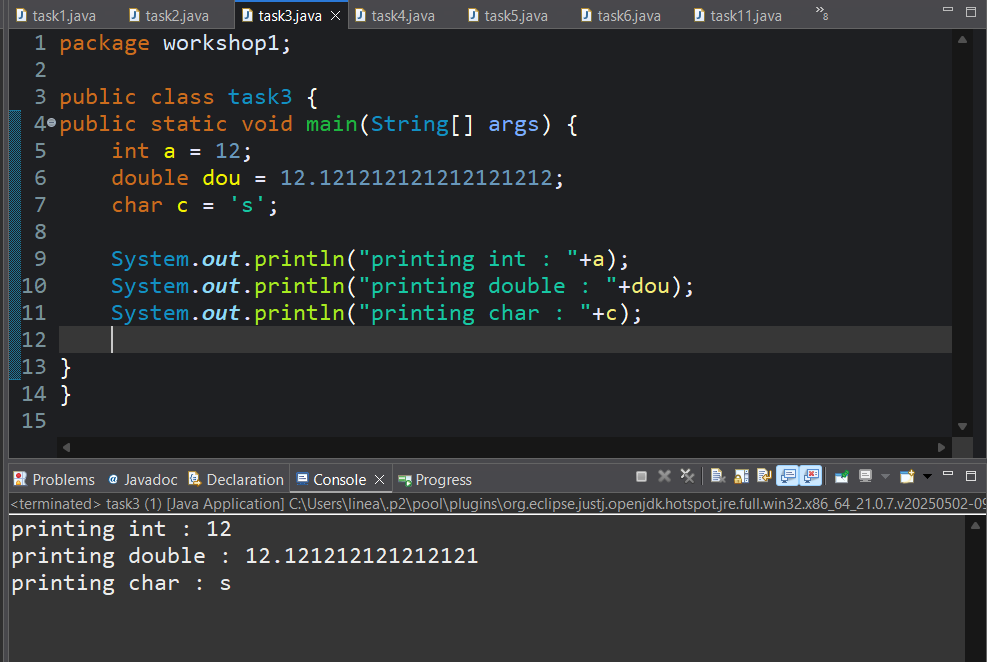 task1.java task2.java task3.java task4.java task5.java task6.java task11.java »8
1 package workshop1;
2
3 public class task3 {
4 public static void main(String[] args) {
5 int a = 12;
6 double dou = 12.121212121212121212;
7 char c = 's';
8
9 System.out.println("printing int : "+a);
10 System.out.println("printing double : "+dou);
11 System.out.println("printing char : "+c);
12
13 }
14 }
15
Problems @ Javadoc Declaration Console Progress
<terminated> task3 (1) [Java Application] C:\Users\linea\.p2\pool\plugins\org.eclipse.justj.openjdk.hotspot.jre.full.win32.x86_64_21.0.7.v20250502-09
printing int : 12
printing double : 12.121212121212121
printing char : s